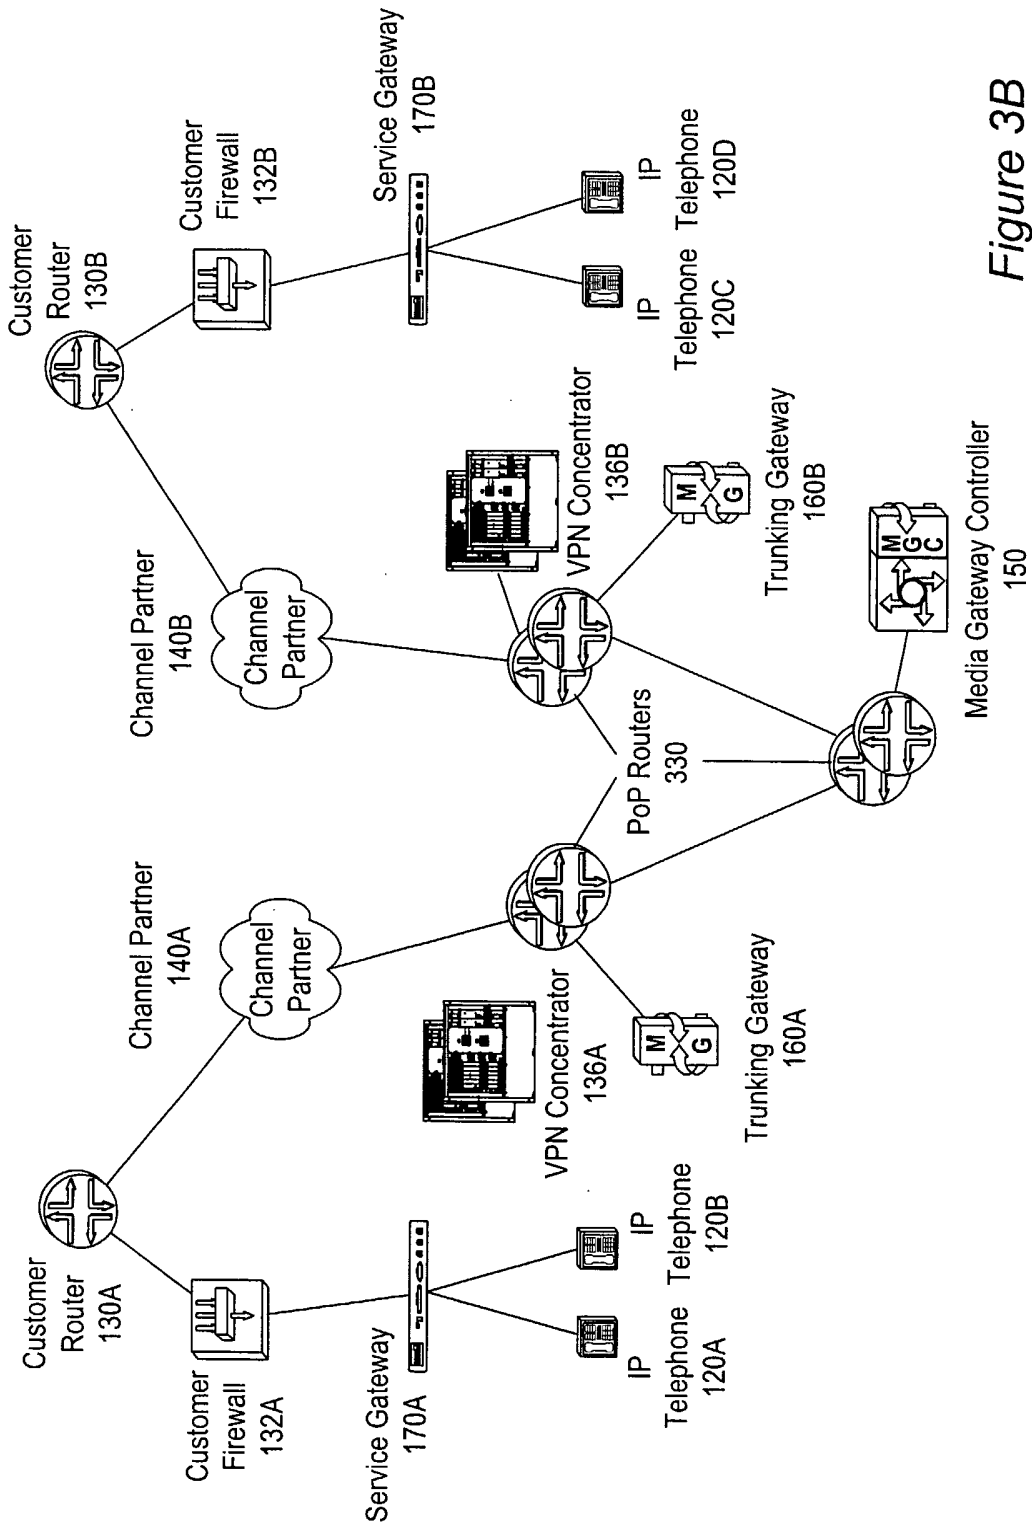 Customer
Router
130A
Customer
Firewall
132A
Service Gateway
170A
IP
Telephone
120A
IP
Telephone
120B
Channel Partner
140A
Channel
Partner
VPN Concentrator
136A
Trunking Gateway
160A
PoP Routers
330
Channel Partner
140B
Channel
Partner
VPN Concentrator
136B
Trunking Gateway
160B
Media Gateway Controller
150
Customer
Router
130B
Customer
Firewall
132B
Service Gateway
170B
IP
Telephone
120C
IP
Telephone
120D
M
G
M
G
M
G
C
Figure 3B